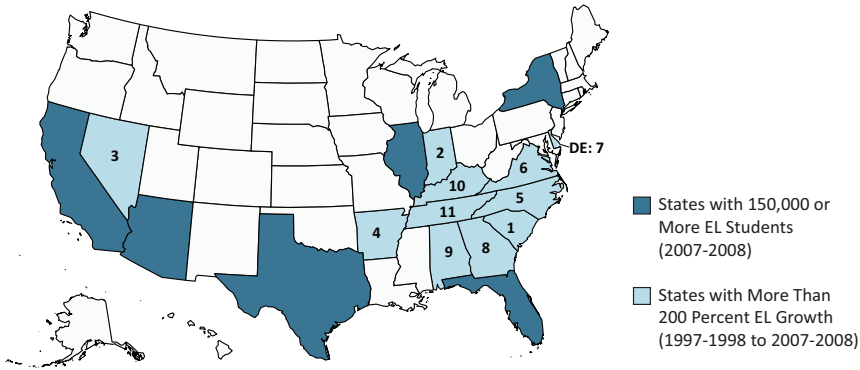 DE: 7
3
2
6
10
5
11
1
4
9
8
States with 150,000 or
More EL Students
(2007-2008)
States with More Than
200 Percent EL Growth
(1997-1998 to 2007-2008)